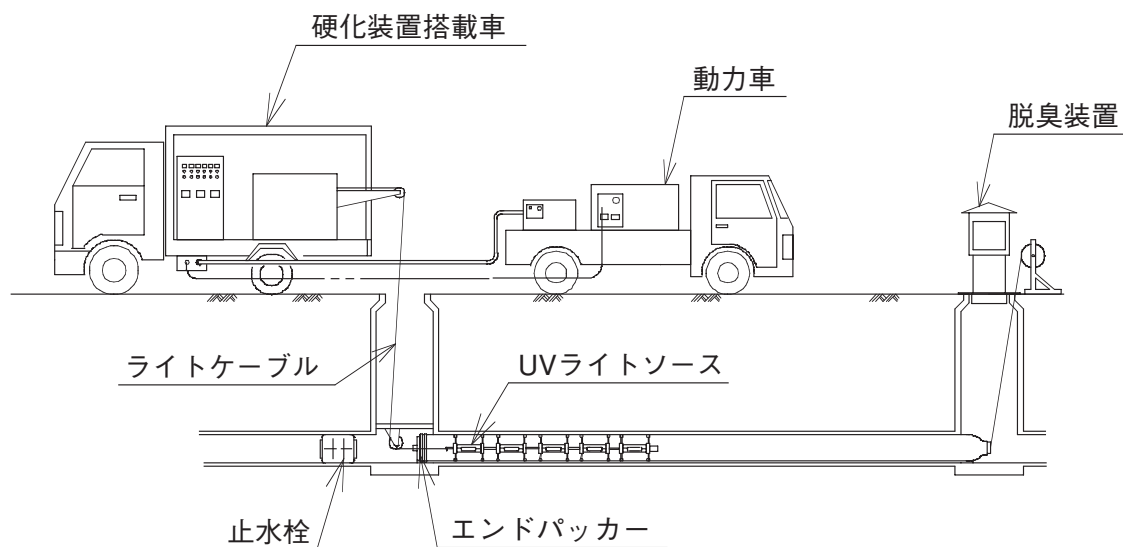 硬化装置搭載車
動力車
脱臭装置
ライトケーブル
UVライトソース
止水栓
エンドパッカー